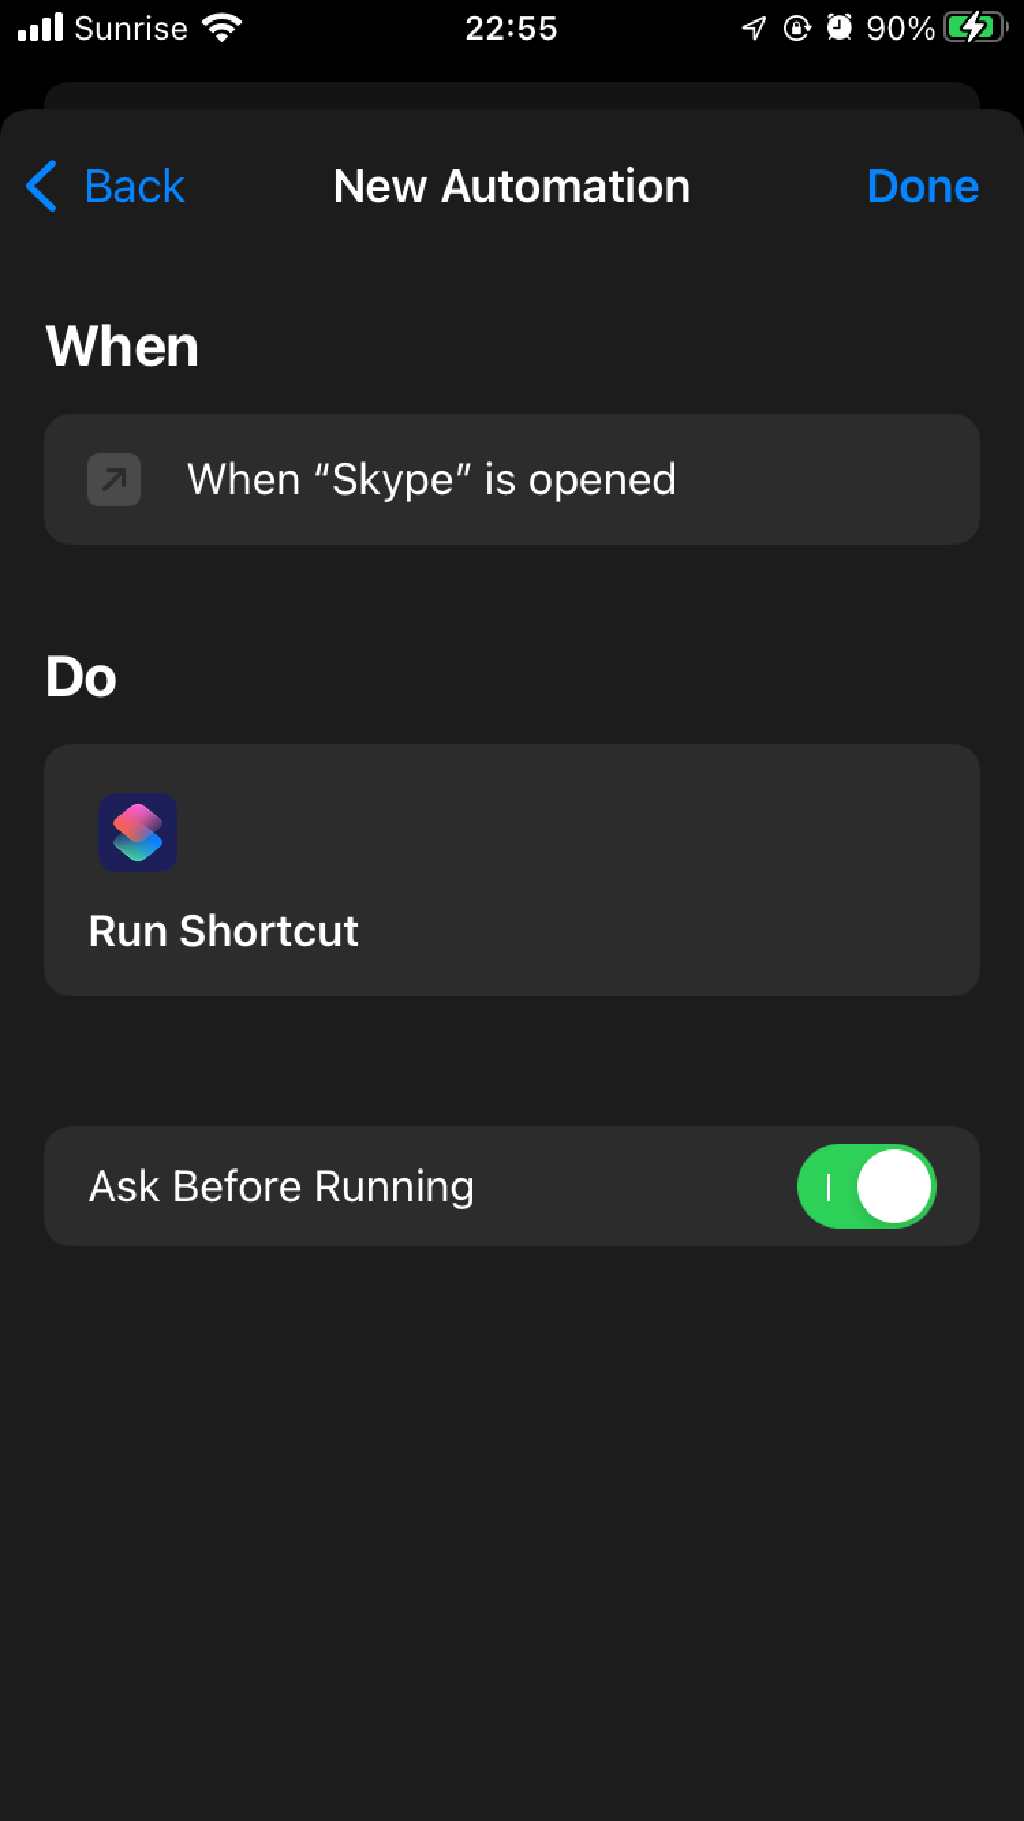 Sunrise 22:55 90%
Back New Automation Done
When
When “Skype” is opened
Do
Run Shortcut
Ask Before Running